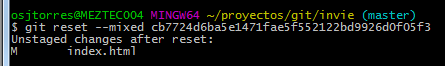 osjtorres@MEZTEC004 MINGW64 ~/proyectos/git/invie (master)
$ git reset --mixed cb7724d6ba5e1471fae5f552122bd9926d0f05f3
Unstaged changes after reset:
M       index.html